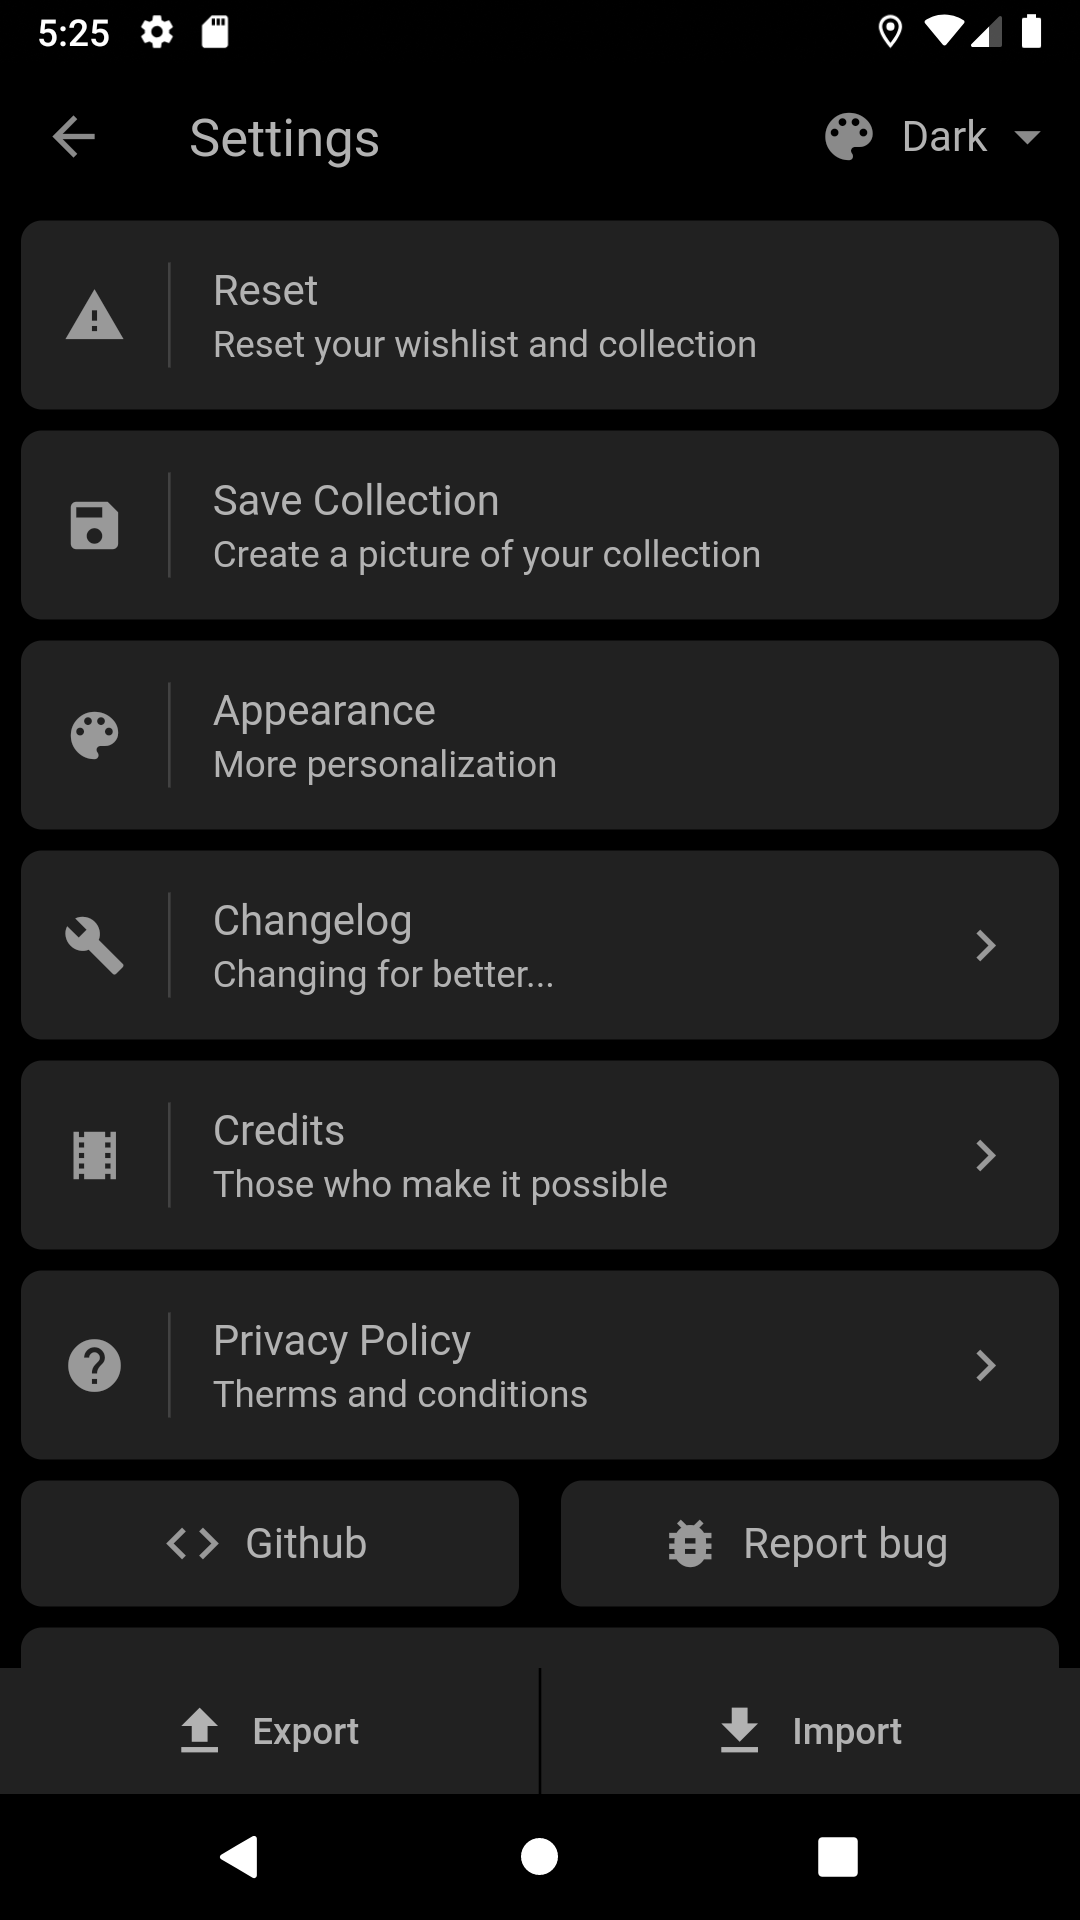 5:25
Settings
Dark
Reset
Reset your wishlist and collection
Save Collection
Create a picture of your collection
Appearance
More personalization
Changelog
Changing for better...
Credits
Those who make it possible
Privacy Policy
Therms and conditions
Github
Report bug
Export
Import